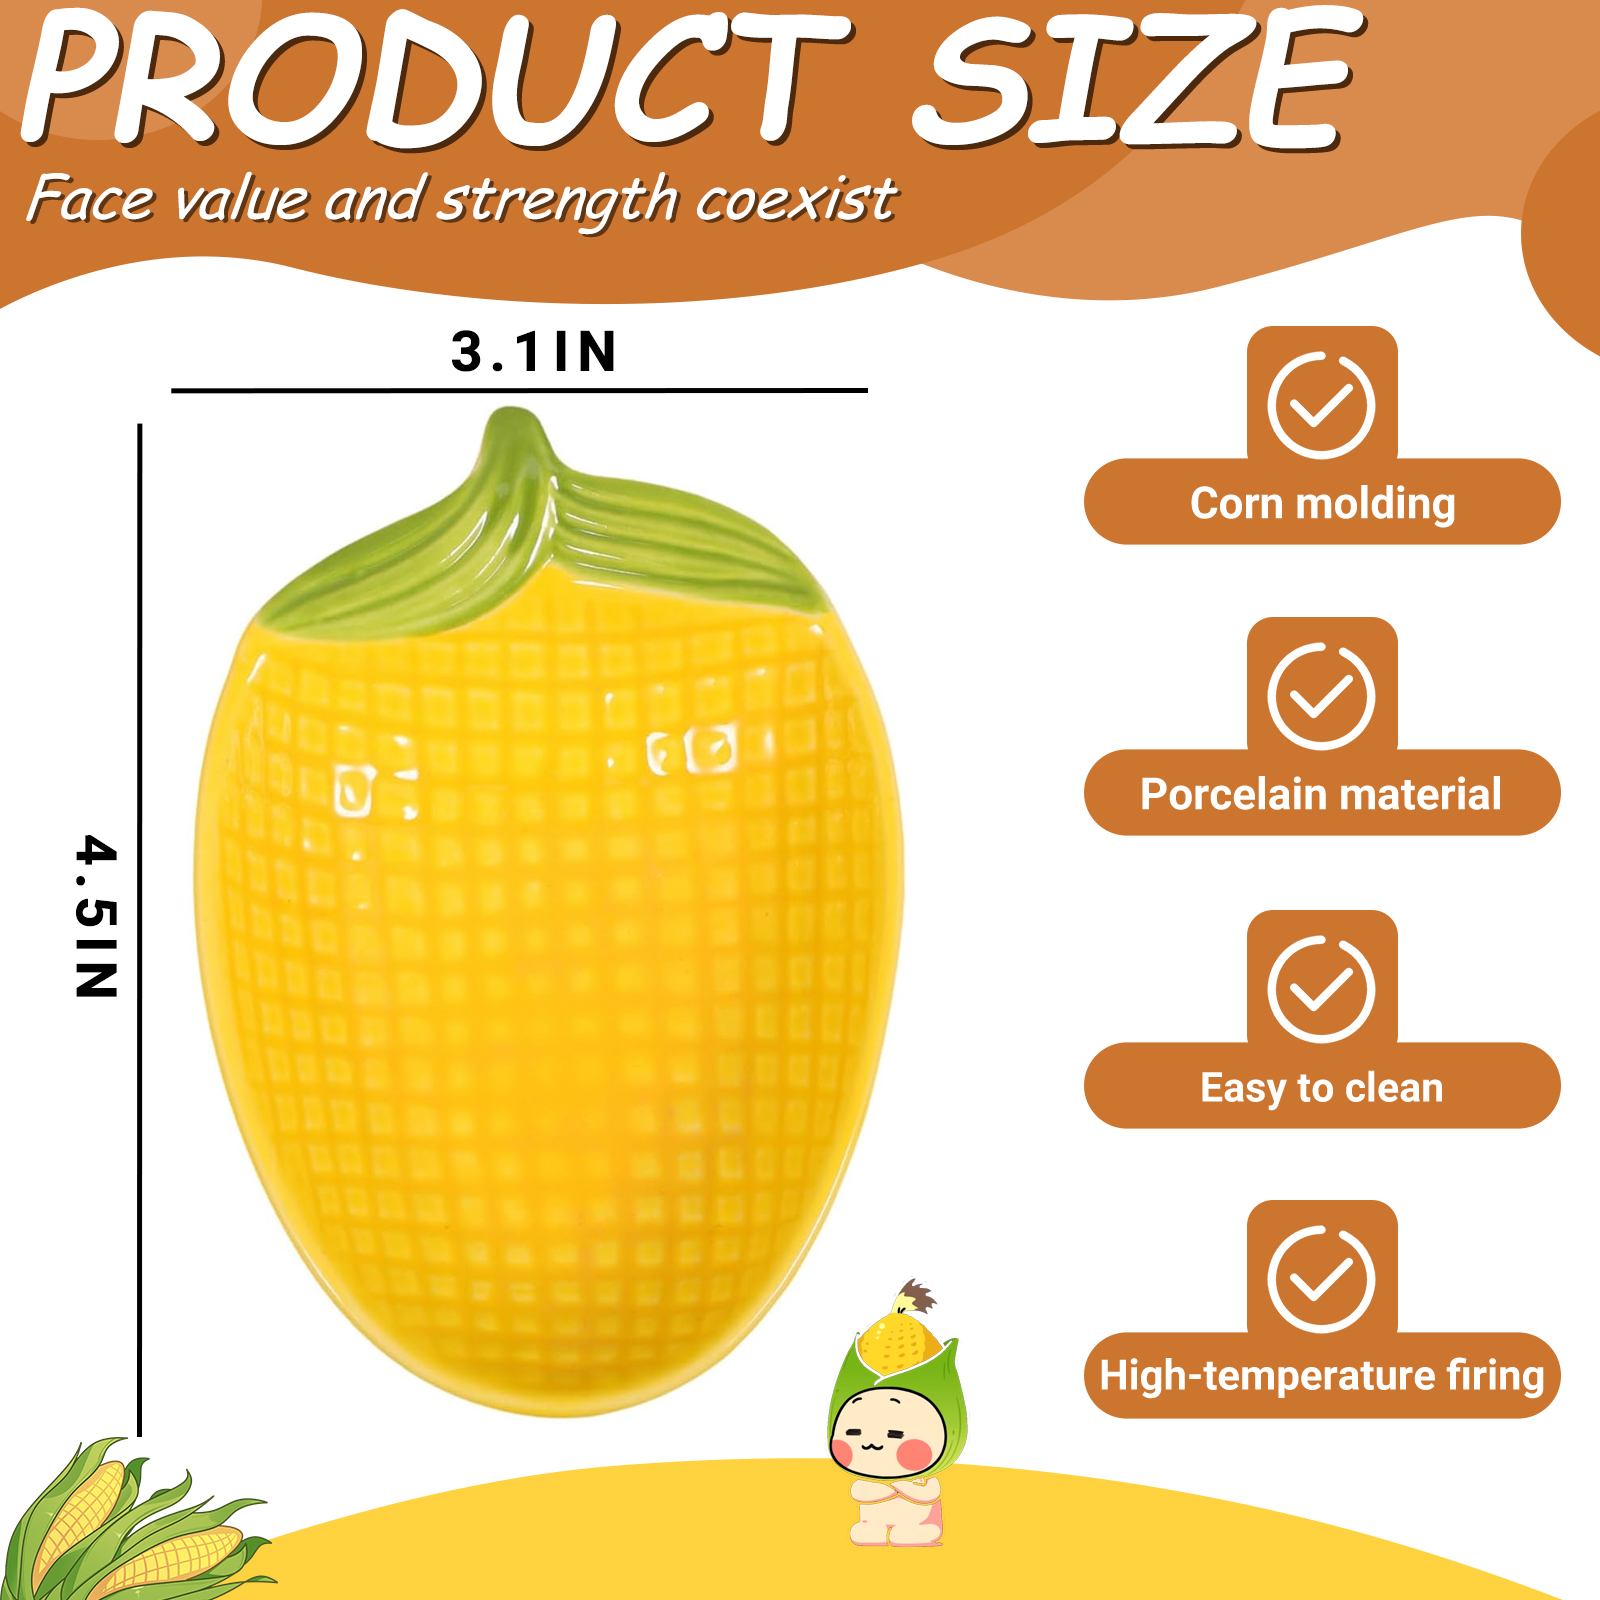 PRODUCT SIZE
Face value and strength coexist
3.1IN
4.5IN
Corn molding
Porcelain material
Easy to clean
High-temperature firing